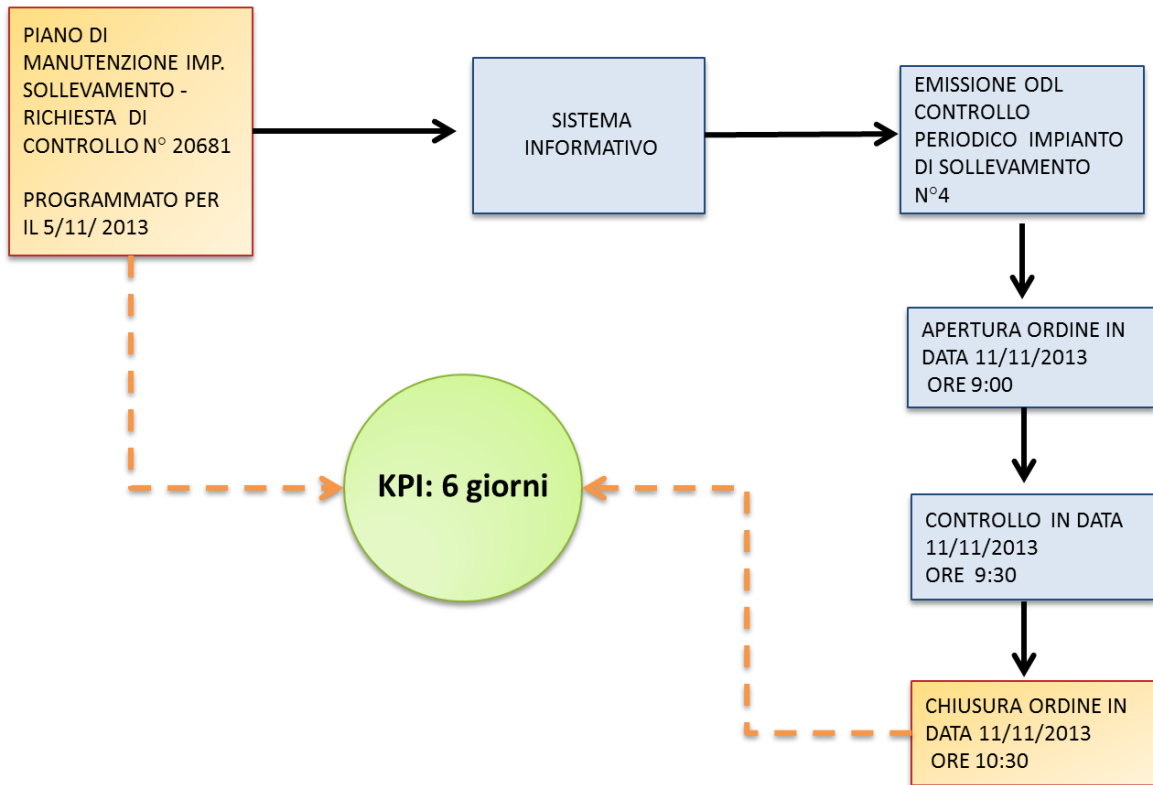 PIANO DI
MANUTENZIONE IMP.
SOLLEVAMENTO -
RICHIESTA DI
CONTROLLO N° 20681
PROGRAMMATO PER
IL 5/11/ 2013
SISTEMA
INFORMATIVO
EMISSIONE ODL
CONTROLLO
PERIODICO IMPIANTO
DI SOLLEVAMENTO
N°4
APERTURA ORDINE IN
DATA 11/11/2013
ORE 9:00
KPI: 6 giorni
CONTROLLO IN DATA
11/11/2013
ORE 9:30
CHIUSURA ORDINE IN
DATA 11/11/2013
ORE 10:30